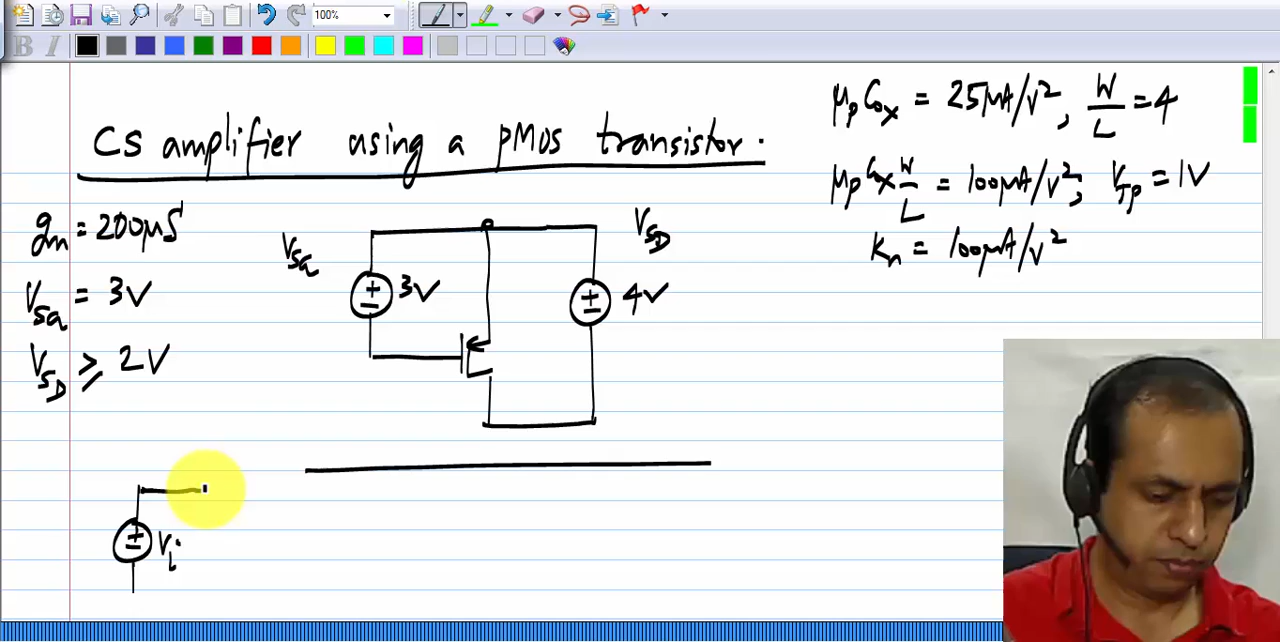 100%
B I
CS amplifier using a pMOS transistor.
μpCox = 25μA/V², W/L = 4
μpCox W/L = 100μA/V²; VTp = 1V
Kn = 100μA/V²
gm = 200μS
VSG = 3V
VSD ≥ 2V
VSG
3V
VSD
4V
Vi